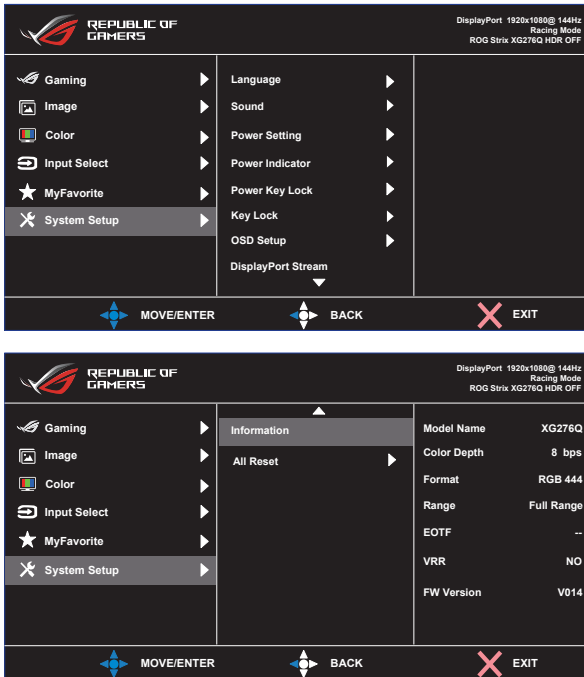 REPUBLIC OF
GAMERS
DisplayPort 1920x1080@ 144Hz
Racing Mode
ROG Strix XG276Q HDR OFF
Gaming
Image
Color
Input Select
MyFavorite
System Setup
Language
Sound
Power Setting
Power Indicator
Power Key Lock
Key Lock
OSD Setup
DisplayPort Stream
MOVE/ENTER
BACK
EXIT
REPUBLIC OF
GAMERS
DisplayPort 1920x1080@ 144Hz
Racing Mode
ROG Strix XG276Q HDR OFF
Gaming
Image
Color
Input Select
MyFavorite
System Setup
Information
All Reset
Model Name XG276Q
Color Depth 8 bps
Format RGB 444
Range Full Range
EOTF --
VRR NO
FW Version V014
MOVE/ENTER
BACK
EXIT